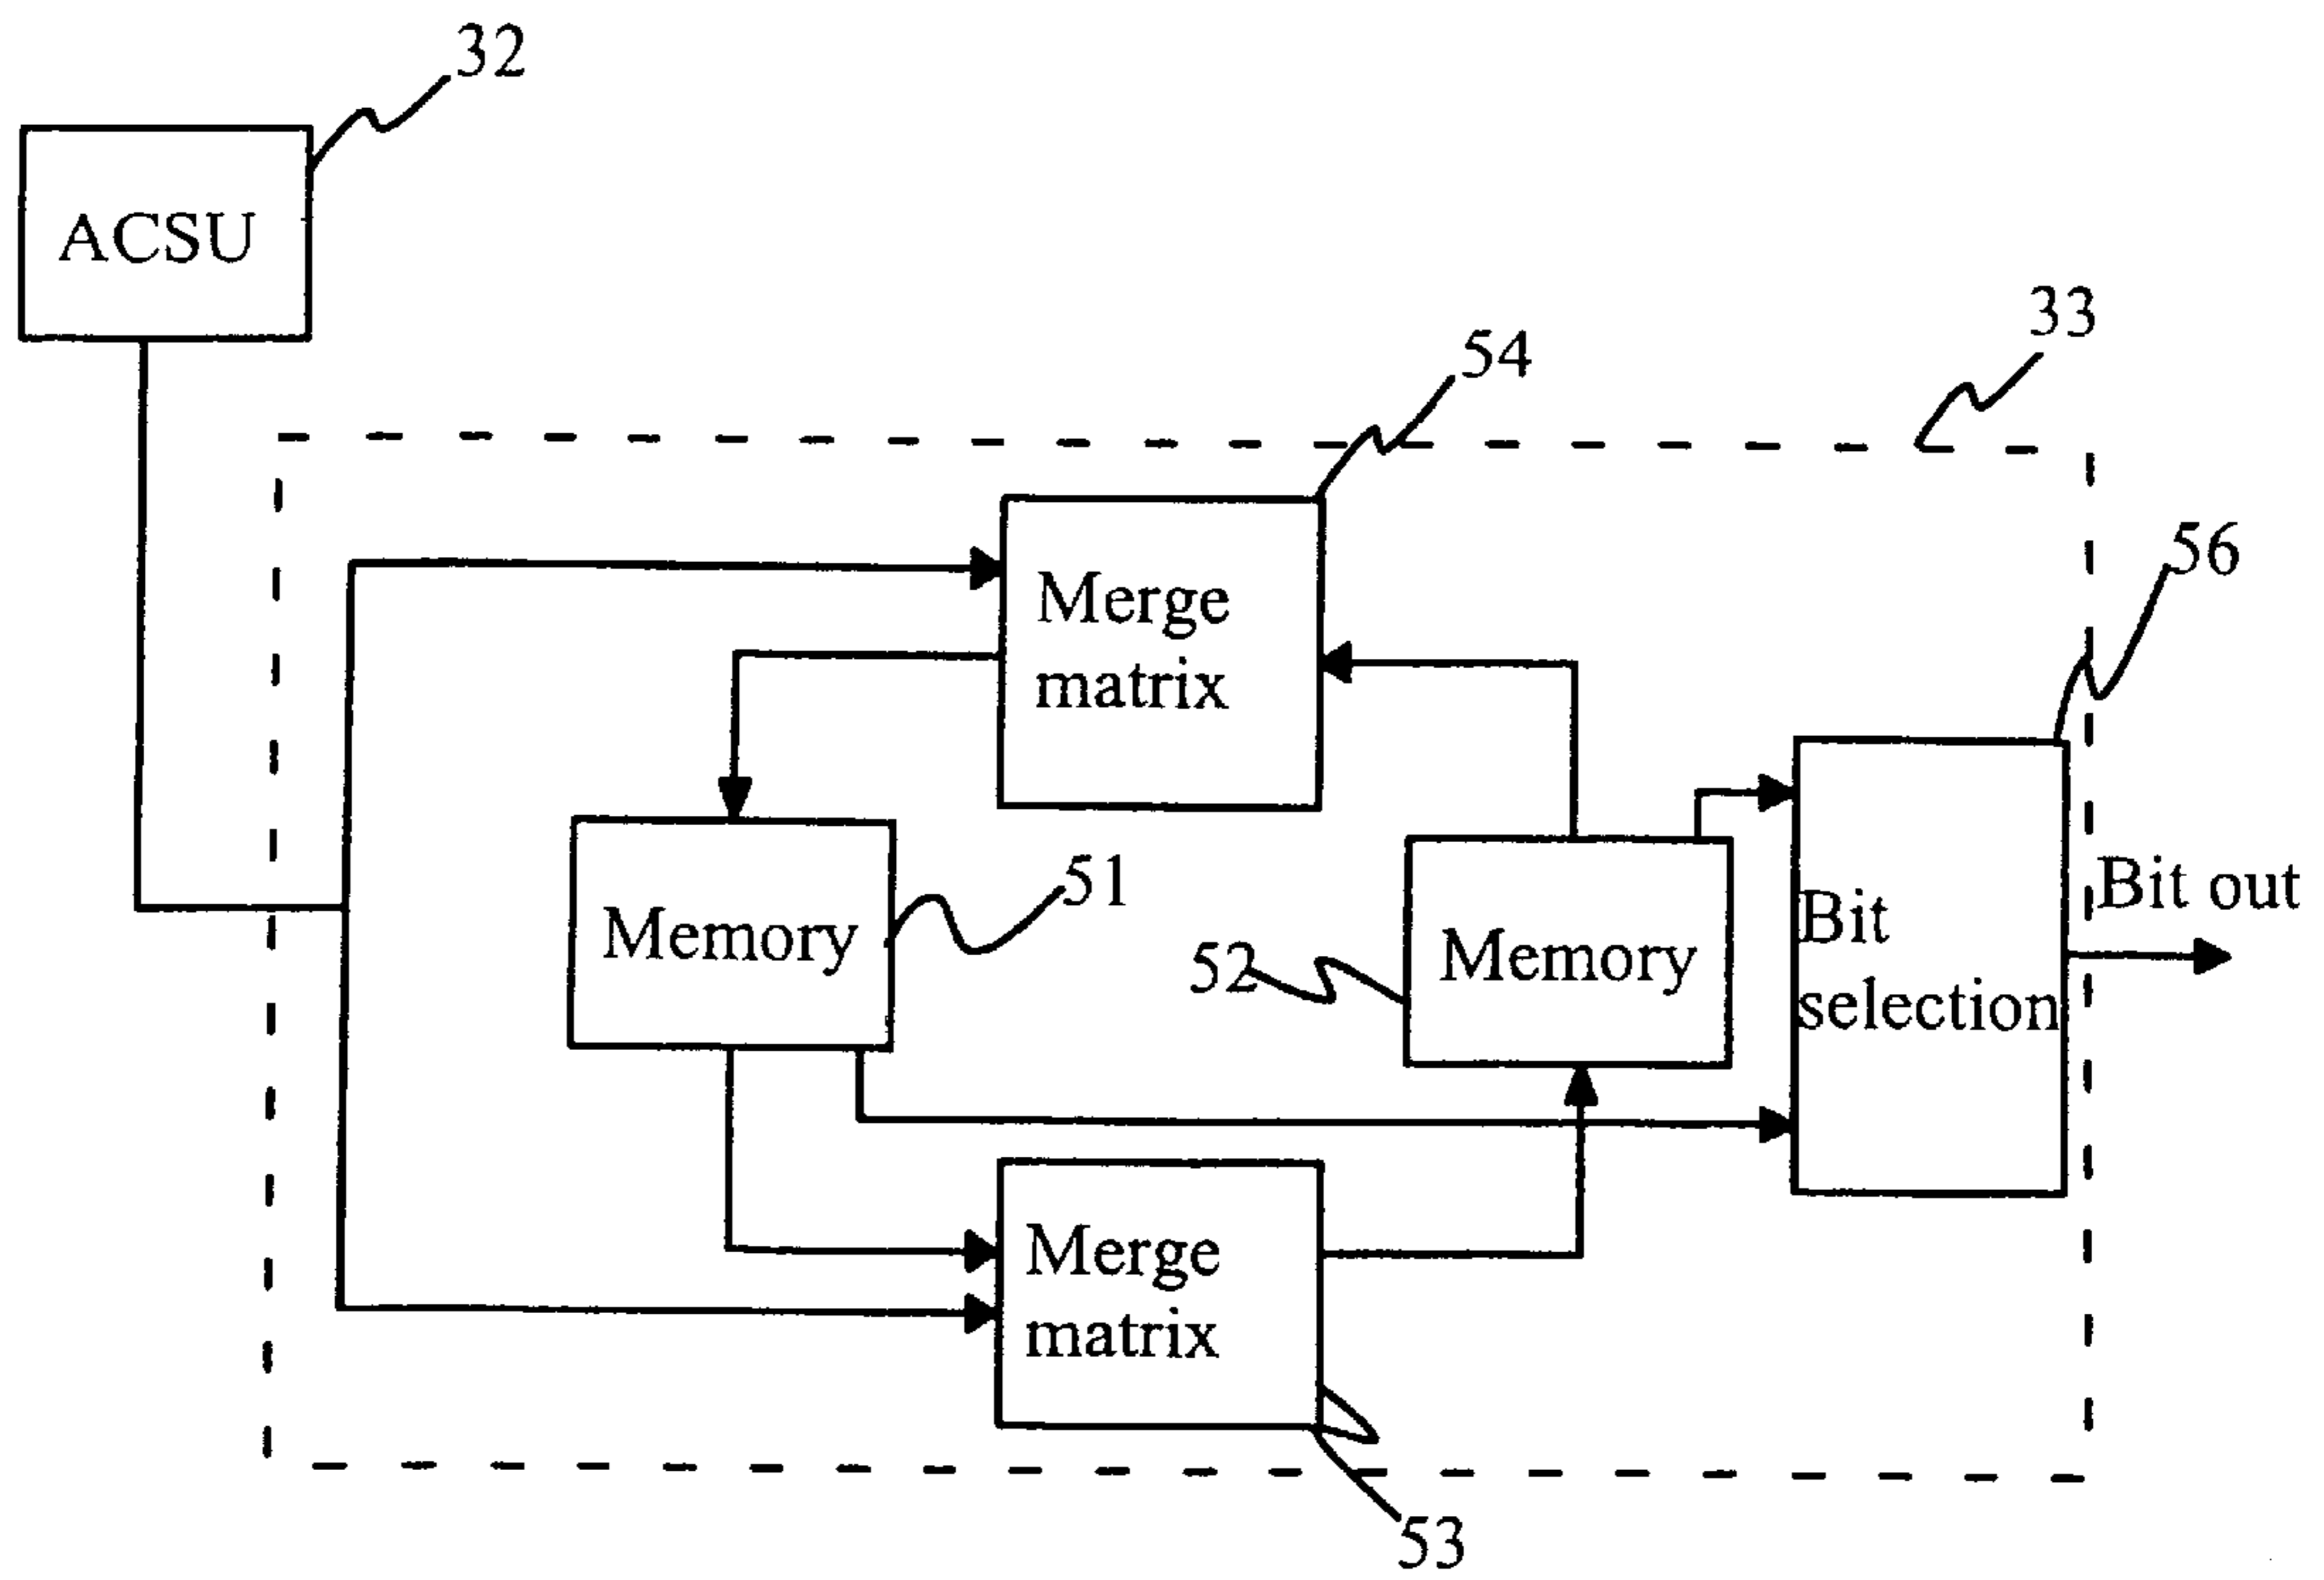 32
ACSU
33
54
Merge
matrix
56
Memory
51
52
Memory
Bit
selection
Bit out
Merge
matrix
53